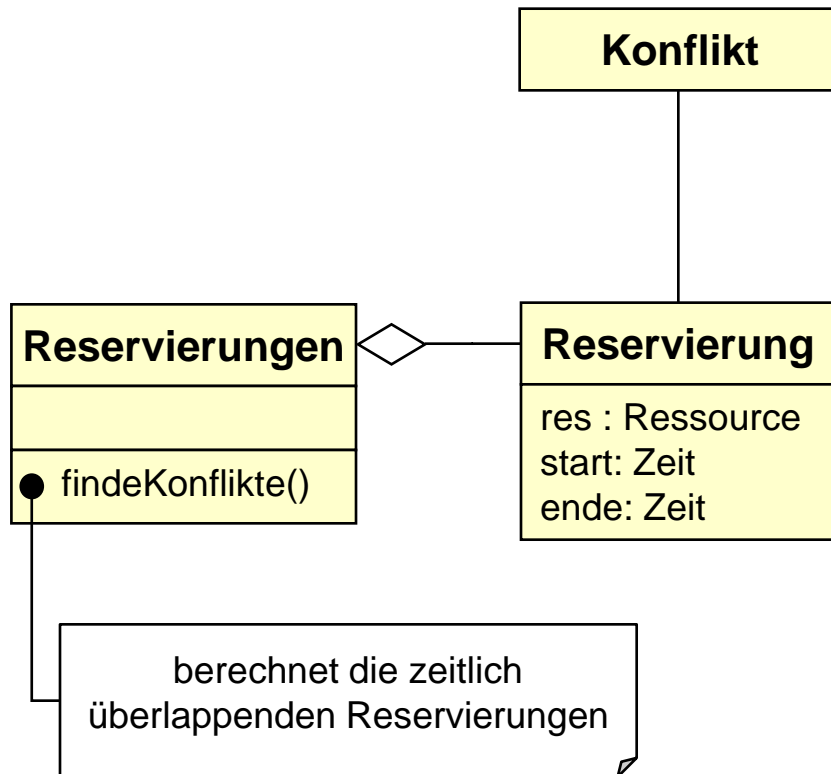 Konflikt
Reservierungen
findeKonflikte()
Reservierung
res : Ressource
start: Zeit
ende: Zeit
berechnet die zeitlich
überlappenden Reservierungen